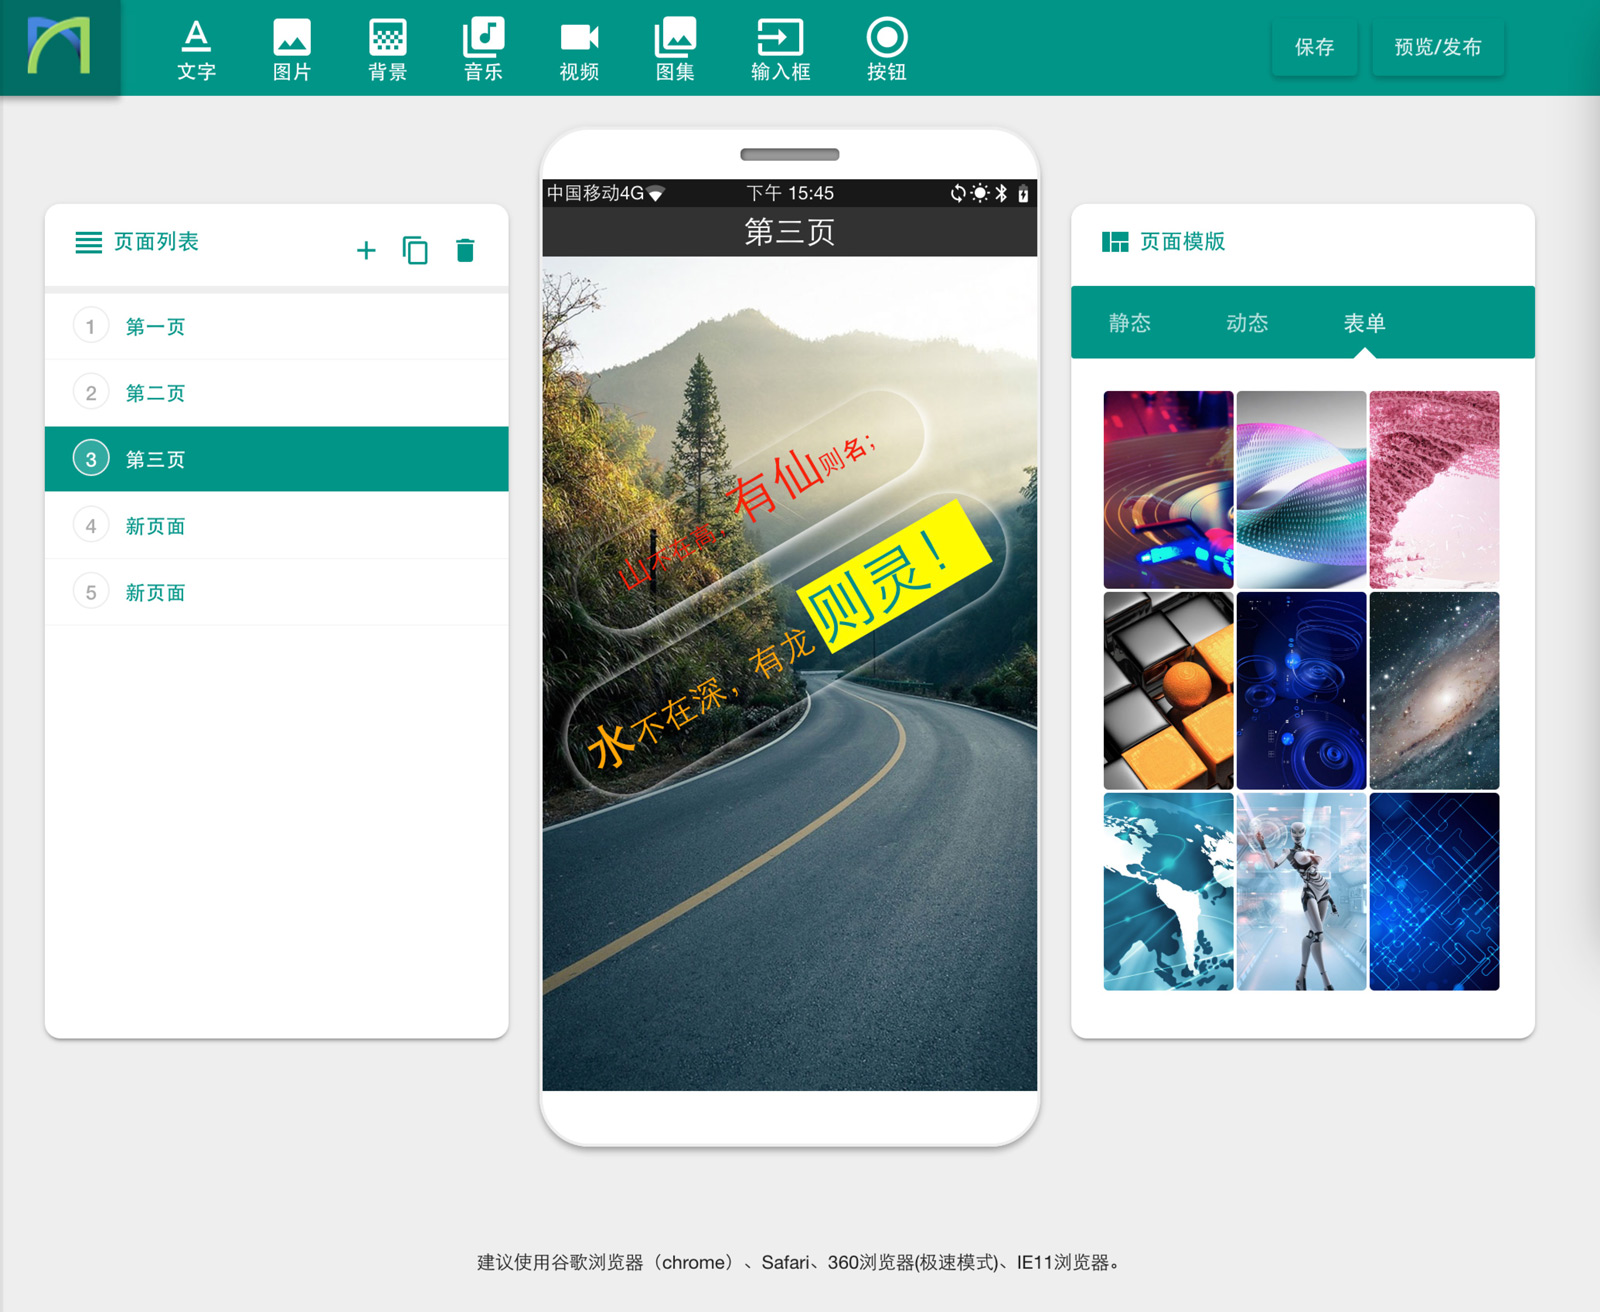 文字
图片
背景
音乐
视频
图集
输入框
按钮
保存
预览/发布
页面列表
1 第一页
2 第二页
3 第三页
4 新页面
5 新页面
中国移动4G 下午 15:45
第三页
山不在高，有仙则名；
水不在深，有龙则灵！
页面模版
静态 动态 表单
建议使用谷歌浏览器（chrome）、Safari、360浏览器(极速模式)、IE11浏览器。